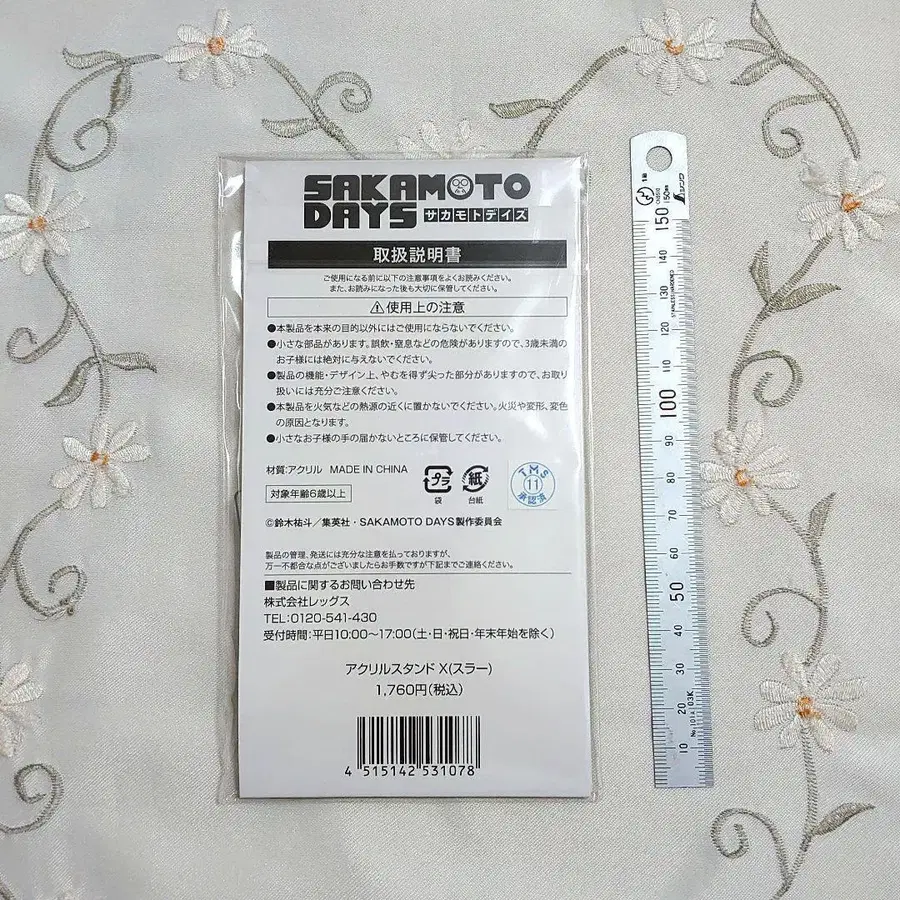 SAKAMOTO
DAYS サカモトデイズ
取扱説明書
ご使用になる前に以下の注意事項をよくお読みください。
また、お読みになった後も大切に保管してください。
⚠使用上の注意
●本製品を本来の目的以外にはご使用にならないでください。
●小さな部品があります。誤飲・窒息などの危険がありますので、3歳未満の
お子様には絶対に与えないでください。
●製品の機能・デザイン上、やむを得ず尖った部分がありますので、お取り
扱いには充分ご注意ください。
●本製品を火気などの熱源の近くに置かないでください。火災や変形、変色
の原因となります。
●小さなお子様の手の届かないところに保管してください。
材質:アクリル MADE IN CHINA
対象年齢6歳以上
プラ
袋
紙
台紙
TMS
11
承認済
©鈴木祐斗／集英社・SAKAMOTO DAYS製作委員会
製品の管理、発送には充分な注意を払っておりますが、
万一不都合な点がございましたらお手数ですが下記までご連絡ください。
■製品に関するお問い合わせ先
株式会社レッグス
TEL:0120-541-430
受付時間:平日10:00〜17:00(土・日・祝日・年末年始を除く)
アクリルスタンド X(スラー)
1,760円(税込)
4 515142 531078
シンワ
150mm
150
140
130
120
110
100
90
80
70
60
50
40
30
20
10